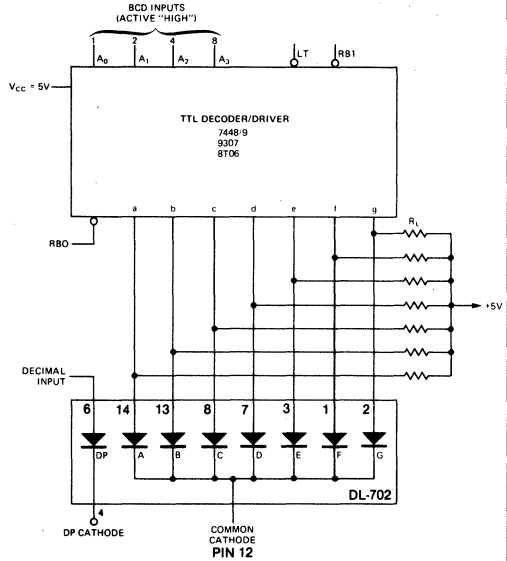 BCD INPUTS
(ACTIVE "HIGH")
1 2 4 8
A0 A1 A2 A3 LT RB1
VCC = 5V
TTL DECODER/DRIVER
7448/9
9307
8T06
a b c d e f g
RBO
RL
+5V
DECIMAL
INPUT
6 14 13 8 7 3 1 2
DP A B C D E F G
DL-702
4
DP CATHODE
COMMON
CATHODE
PIN 12